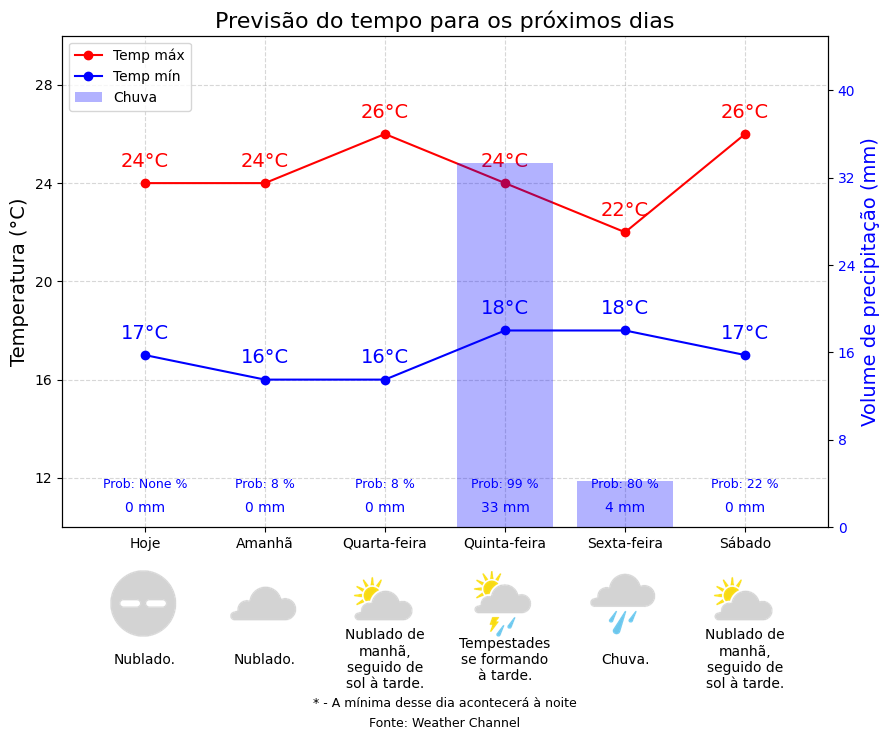 Previsão do tempo para os próximos dias
Temp máx
Temp mín
Chuva
Temperatura (°C)
28
24
20
16
12
Volume de precipitação (mm)
40
32
24
16
8
0
24°C 24°C 26°C 24°C 22°C 26°C
17°C 16°C 16°C 18°C 18°C 17°C
Prob: None % Prob: 8 % Prob: 8 % Prob: 99 % Prob: 80 % Prob: 22 %
0 mm 0 mm 0 mm 33 mm 4 mm 0 mm
Hoje Amanhã Quarta-feira Quinta-feira Sexta-feira Sábado
Nublado.
Nublado.
Nublado de
manhã,
seguido de
sol à tarde.
Tempestades
se formando
à tarde.
Chuva.
Nublado de
manhã,
seguido de
sol à tarde.
* - A mínima desse dia acontecerá à noite
Fonte: Weather Channel